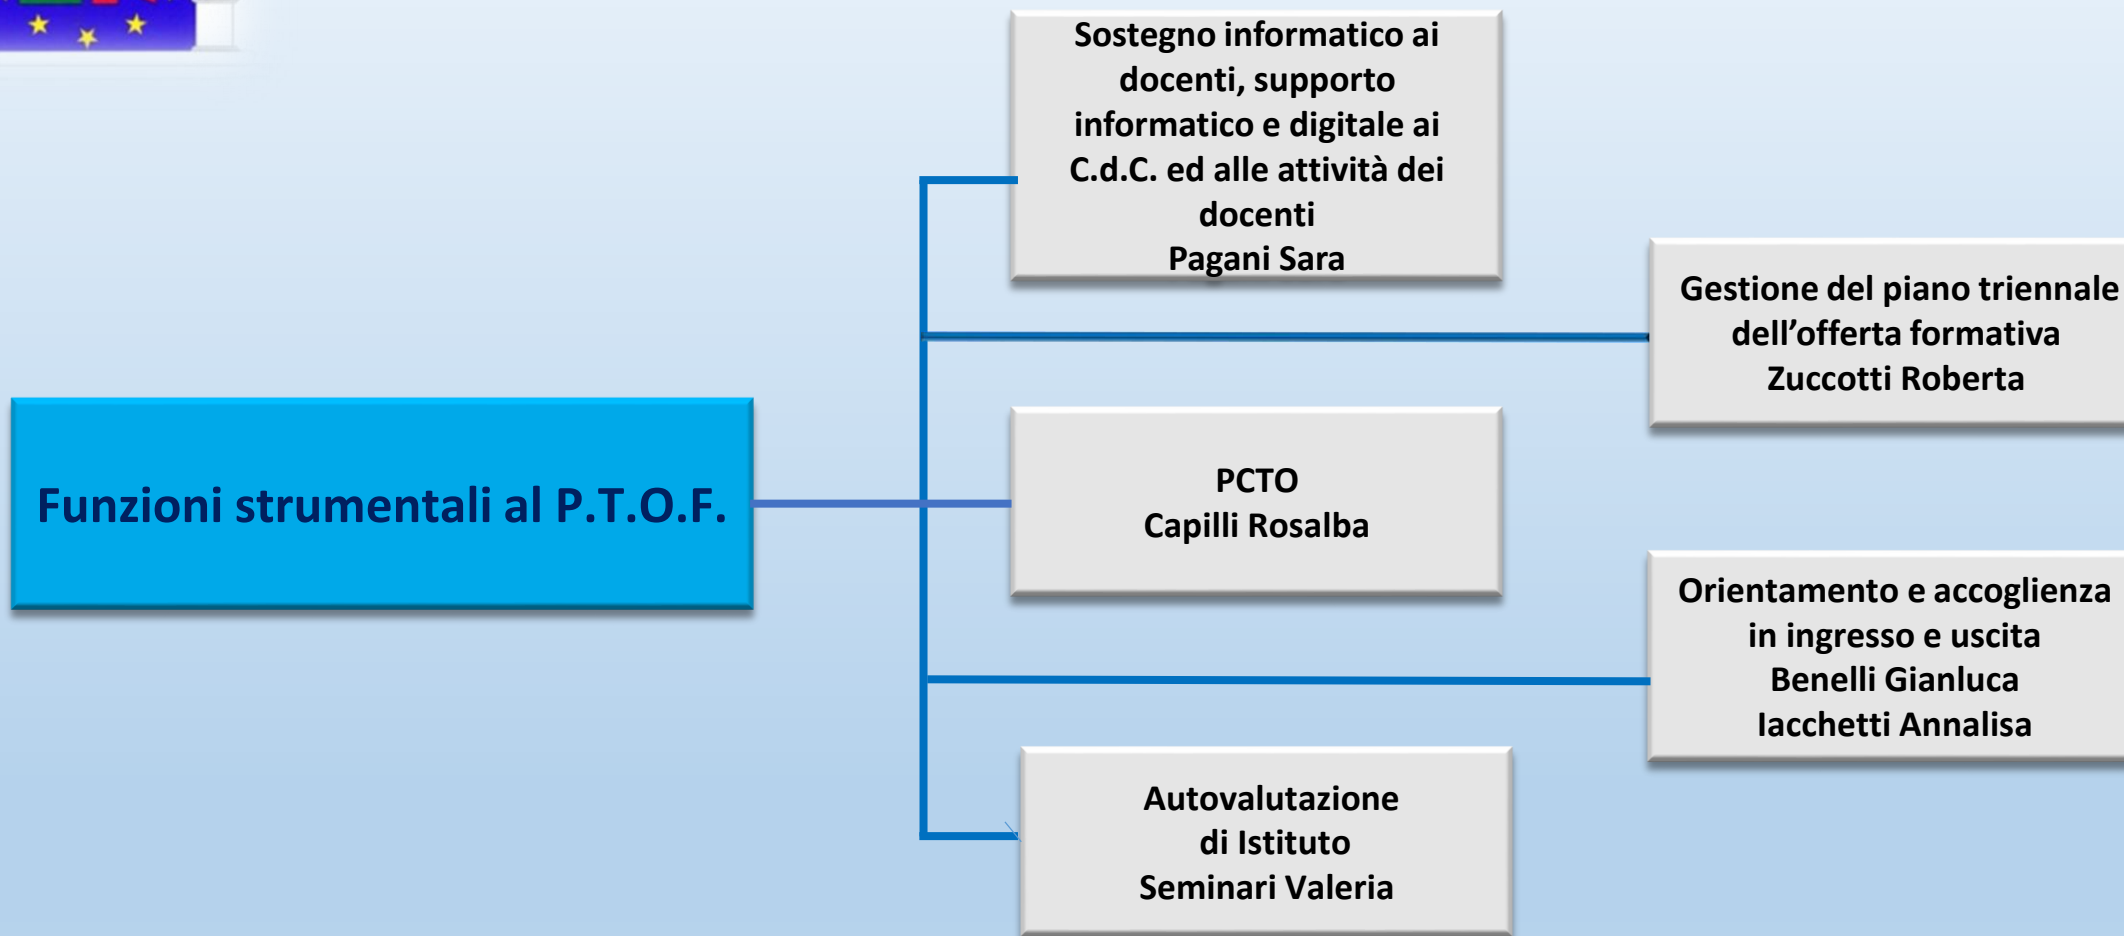 Sostegno informatico ai
docenti, supporto
informatico e digitale ai
C.d.C. ed alle attività dei
docenti
Pagani Sara
Gestione del piano triennale
dell’offerta formativa
Zuccotti Roberta
Funzioni strumentali al P.T.O.F.
PCTO
Capilli Rosalba
Orientamento e accoglienza
in ingresso e uscita
Benelli Gianluca
Iacchetti Annalisa
Autovalutazione
di Istituto
Seminari Valeria